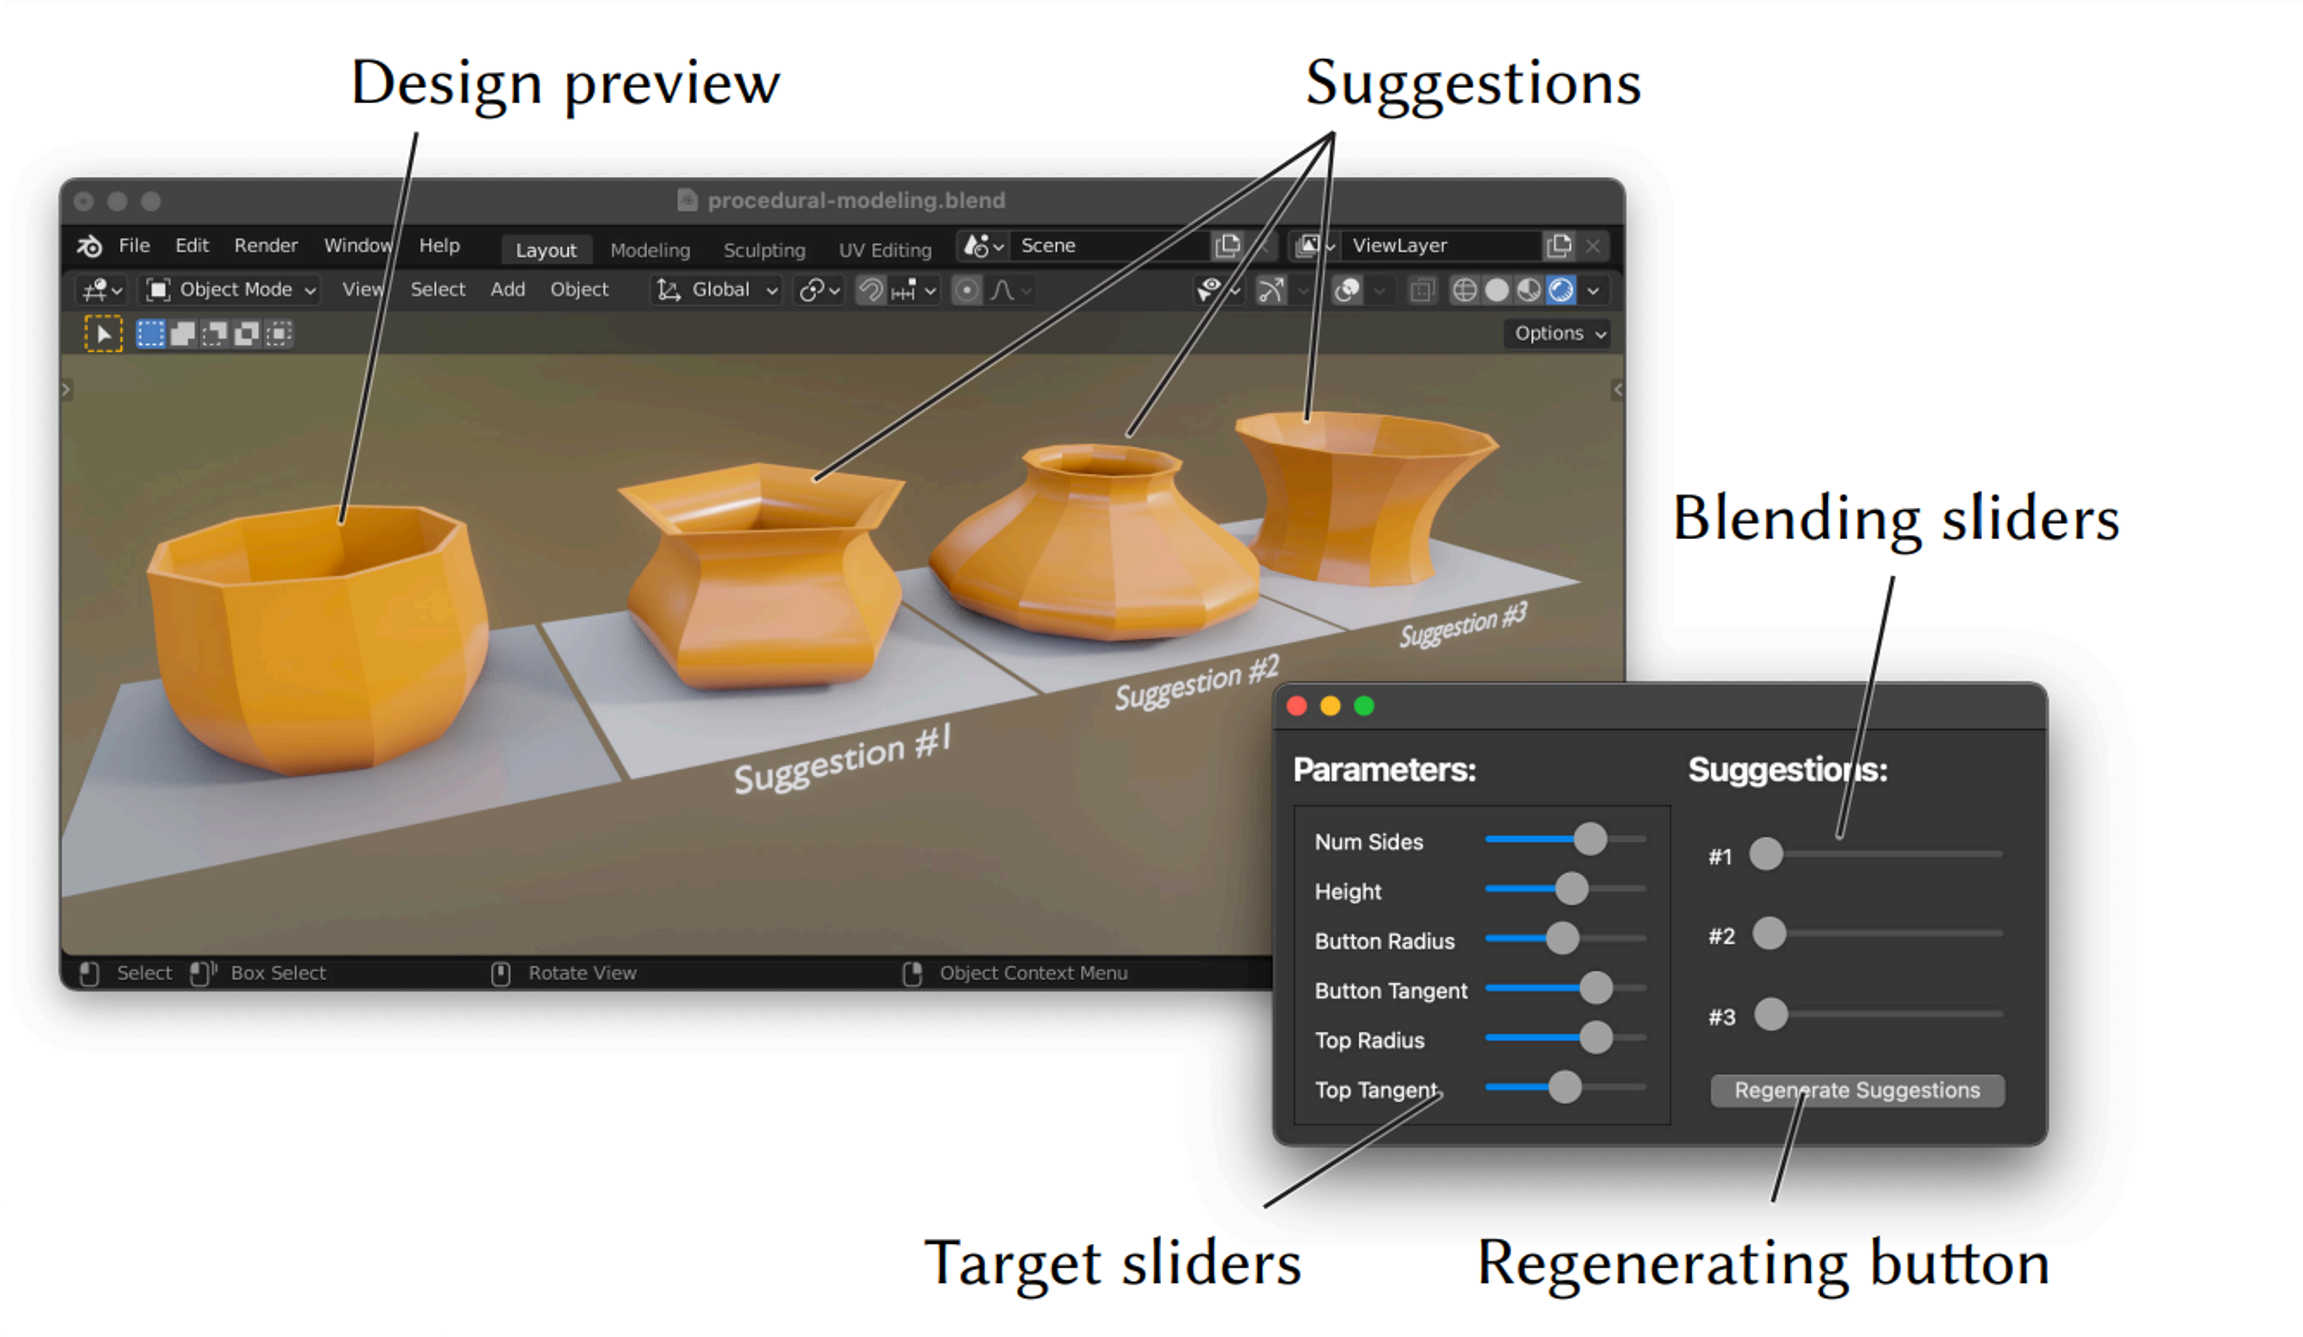 Design preview
Suggestions
procedural-modeling.blend
File Edit Render Window Help Layout Modeling Sculpting UV Editing Scene ViewLayer
Object Mode View Select Add Object Global
Options
Suggestion #1
Suggestion #2
Suggestion #3
Select Box Select Rotate View Object Context Menu
Blending sliders
Parameters:
Num Sides
Height
Button Radius
Button Tangent
Top Radius
Top Tangent
Suggestions:
#1
#2
#3
Regenerate Suggestions
Target sliders
Regenerating button